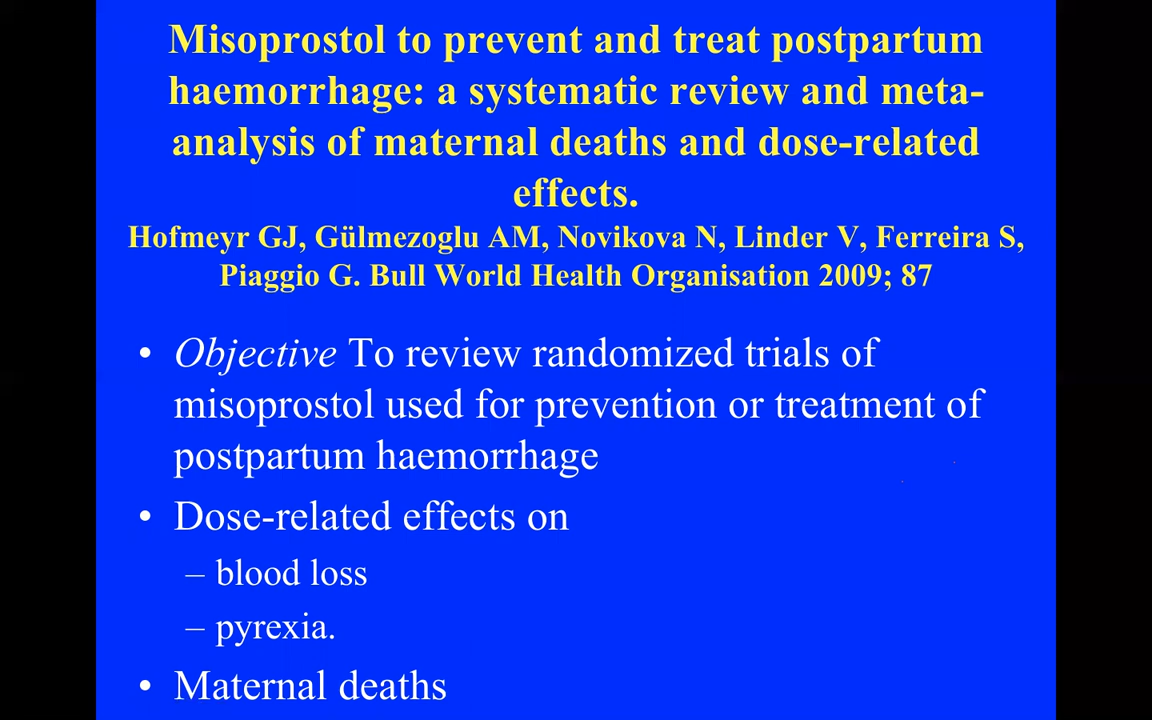 Misoprostol to prevent and treat postpartum
haemorrhage: a systematic review and meta-
analysis of maternal deaths and dose-related
effects.
Hofmeyr GJ, Gülmezoglu AM, Novikova N, Linder V, Ferreira S,
Piaggio G. Bull World Health Organisation 2009; 87
• Objective To review randomized trials of
misoprostol used for prevention or treatment of
postpartum haemorrhage
• Dose-related effects on
– blood loss
– pyrexia.
• Maternal deaths